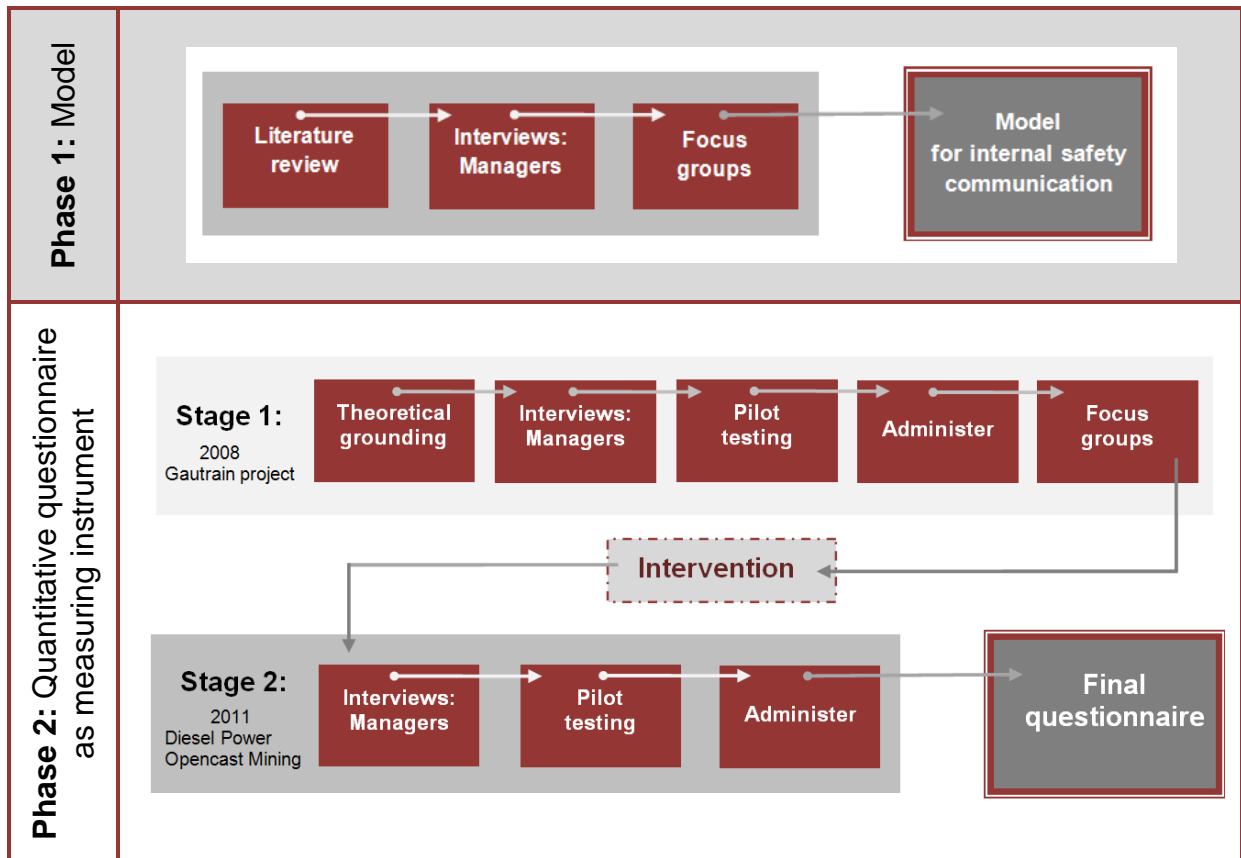 Phase 1: Model
Literature
review
Interviews:
Managers
Focus
groups
Model
for internal safety
communication
Phase 2: Quantitative questionnaire
as measuring instrument
Stage 1:
2008
Gautrain project
Theoretical
grounding
Interviews:
Managers
Pilot
testing
Administer
Focus
groups
Intervention
Stage 2:
2011
Diesel Power
Opencast Mining
Interviews:
Managers
Pilot
testing
Administer
Final
questionnaire